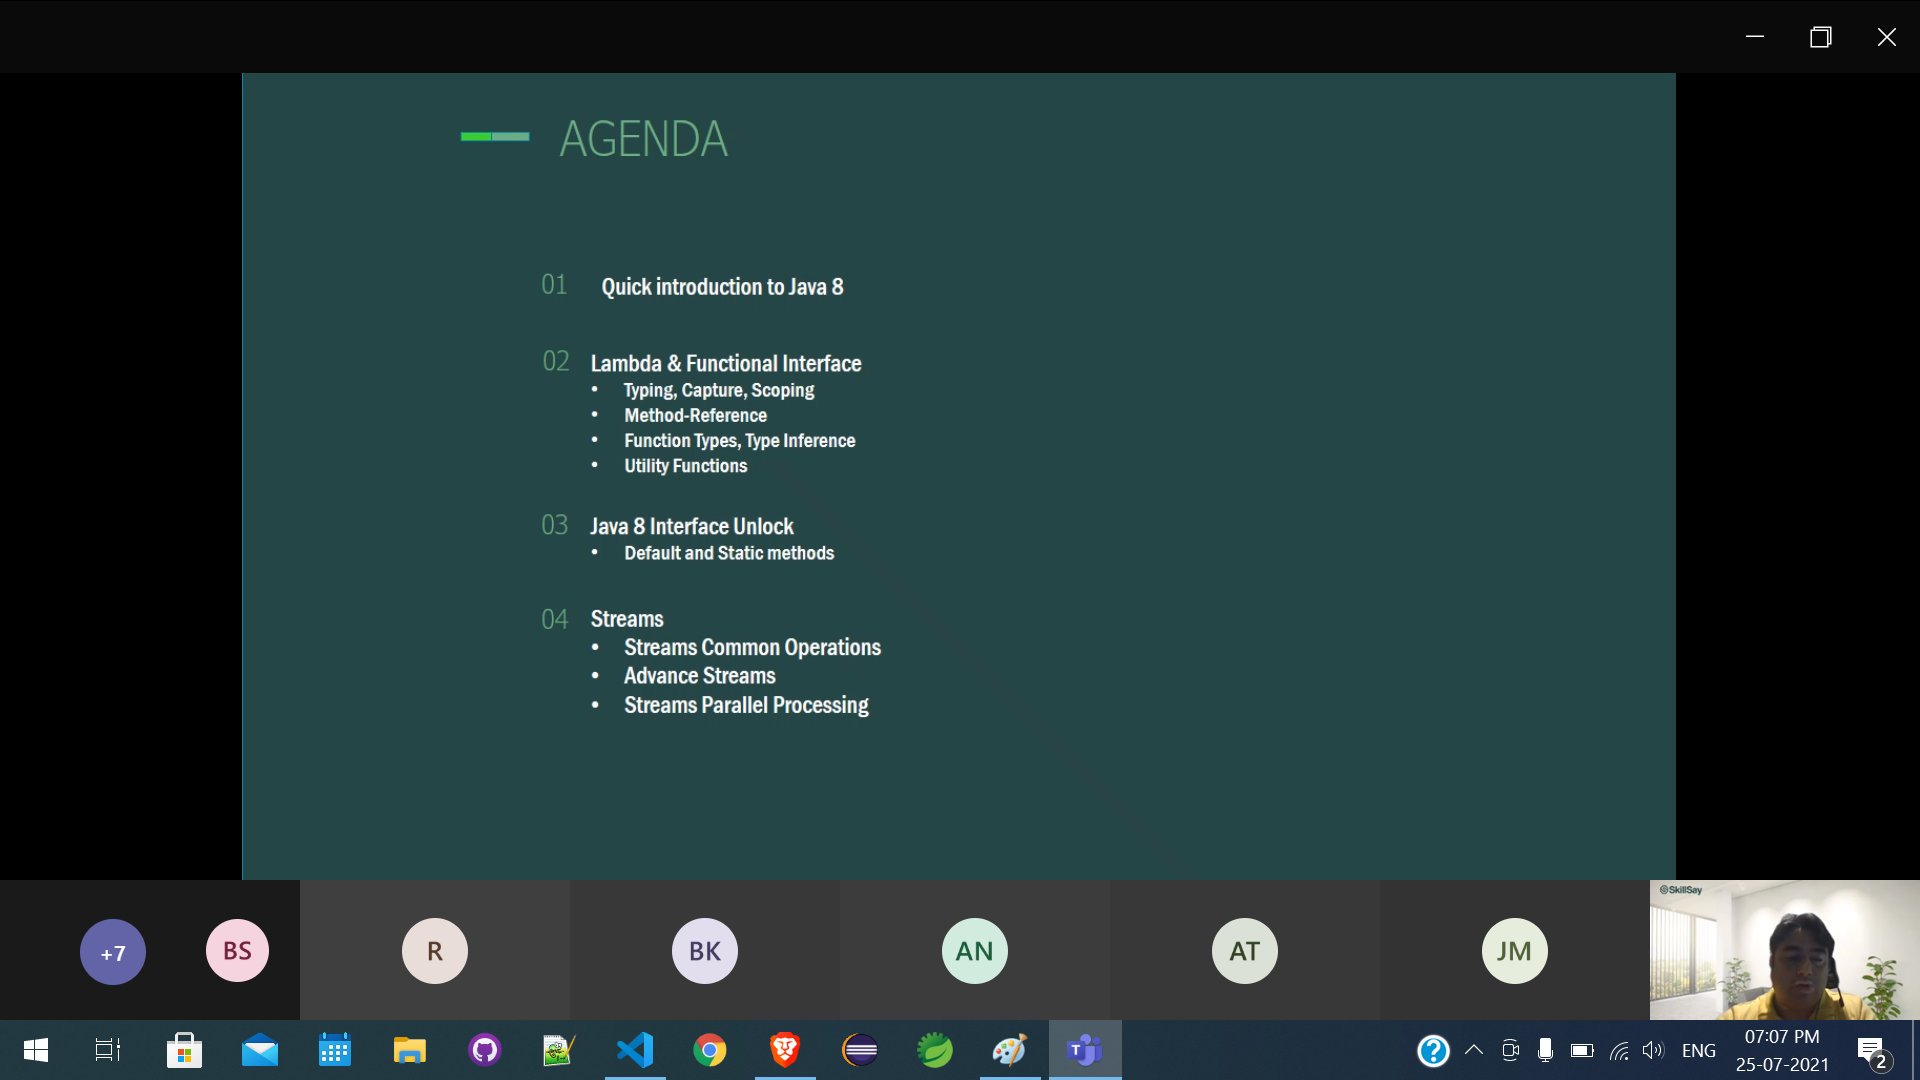 AGENDA
01 Quick introduction to Java 8
02 Lambda & Functional Interface
• Typing, Capture, Scoping
• Method-Reference
• Function Types, Type Inference
• Utility Functions
03 Java 8 Interface Unlock
• Default and Static methods
04 Streams
• Streams Common Operations
• Advance Streams
• Streams Parallel Processing
+7 BS R BK AN AT JM
SkillSay
T
?
ENG
07:07 PM
25-07-2021
2